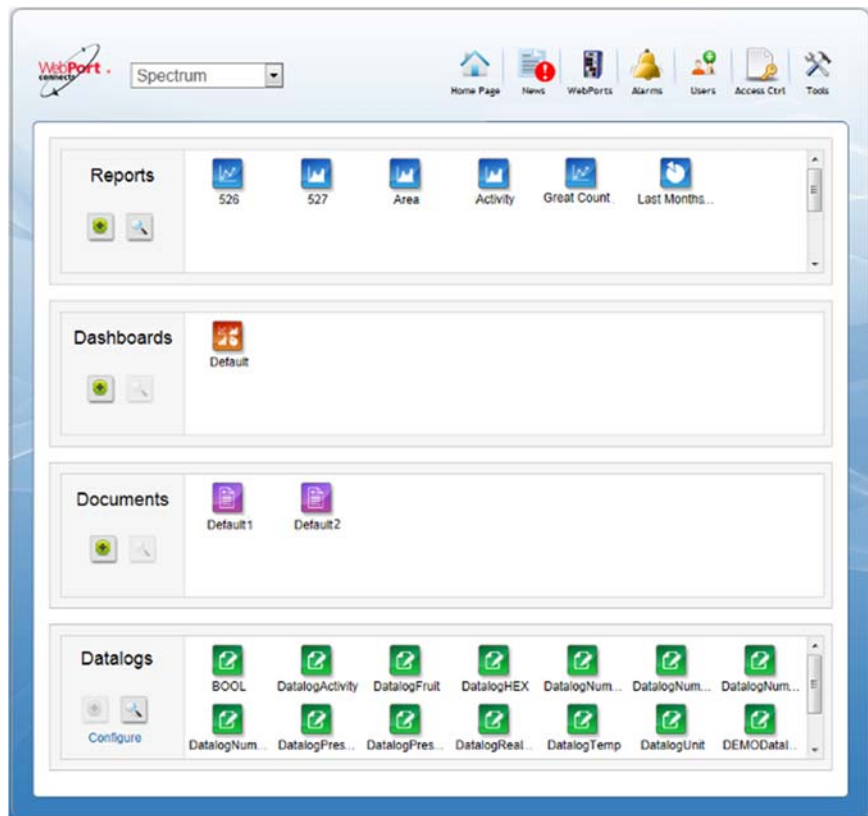 WebPort.
connects
Spectrum
Home Page
News
WebPorts
Alarms
Users
Access Ctrl
Tools
Reports
526
527
Area
Activity
Great Count
Last Months...
Dashboards
Default
Documents
Default1
Default2
Datalogs
Configure
BOOL
DatalogActivity
DatalogFruit
DatalogHEX
DatalogNum...
DatalogNum...
DatalogNum...
DatalogNum...
DatalogPres...
DatalogPres...
DatalogReal...
DatalogTemp
DatalogUnit
DEMODatal...